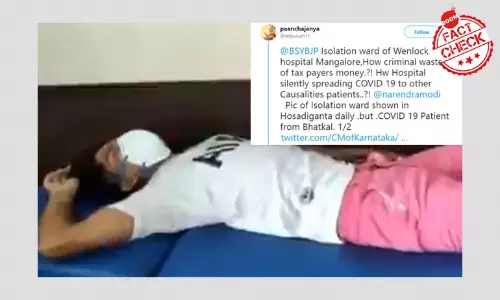 paanchajanya
Follow
@BSYBJP Isolation ward of Wenlock
hospital Mangalore,How criminal waste
of tax payers money.?! Hw Hospital
silently spreading COVID 19 to other
Causalities patients..?! @narendramodi
Pic of Isolation ward shown in
Hosadiganta daily .but .COVID 19 Patient
from Bhatkal. 1/2
twitter.com/CMofKarnataka/ ...
100%
FACT
CHECK